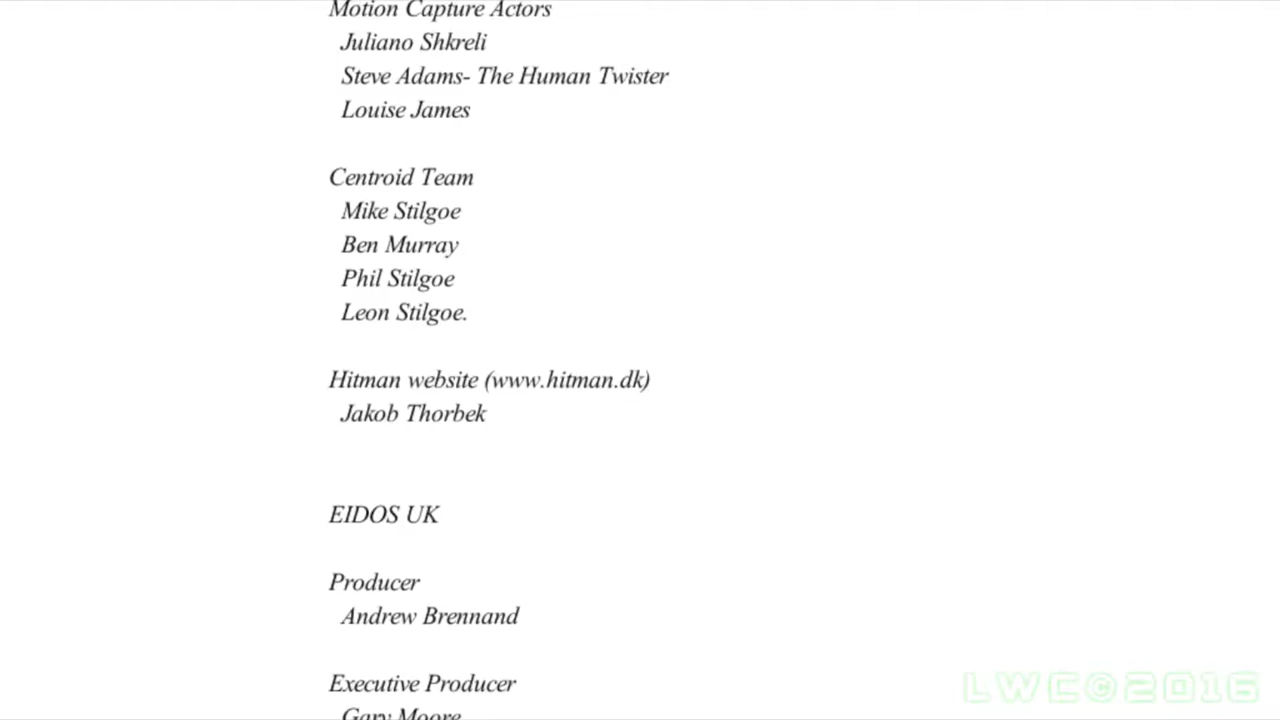 Motion Capture Actors
Juliano Shkreli
Steve Adams- The Human Twister
Louise James
Centroid Team
Mike Stilgoe
Ben Murray
Phil Stilgoe
Leon Stilgoe.
Hitman website (www.hitman.dk)
Jakob Thorbek
EIDOS UK
Producer
Andrew Brennand
Executive Producer
Gary Moore
LWC©2016